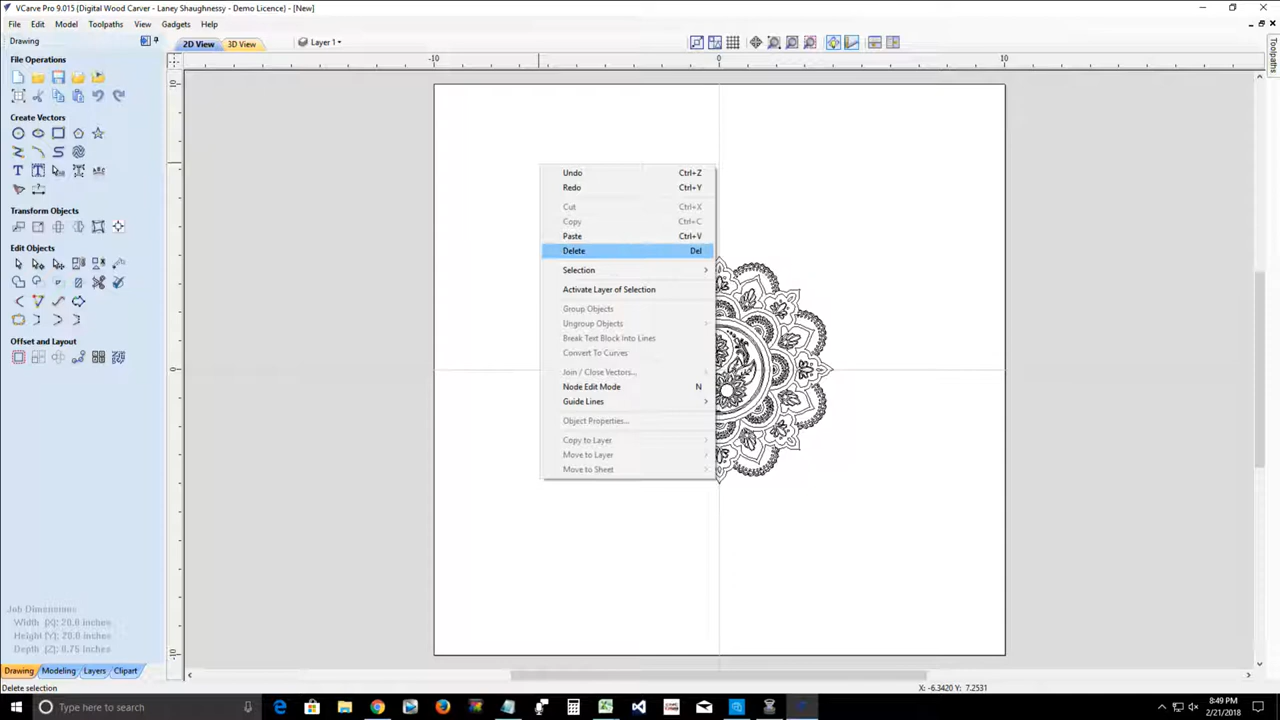 VCarve Pro 9.015 {Digital Wood Carver - Laney Shaughnessy - Demo Licence} - [New]
File Edit Model Toolpaths View Gadgets Help
Drawing
2D View 3D View Layer 1
Toolpaths
-10 0 10
File Operations
Create Vectors
Transform Objects
Edit Objects
Offset and Layout
Undo Ctrl+Z
Redo Ctrl+Y
Cut Ctrl+X
Copy Ctrl+C
Paste Ctrl+V
Delete Del
Selection
Activate Layer of Selection
Group Objects
Ungroup Objects
Break Text Block Into Lines
Convert To Curves
Join / Close Vectors...
Node Edit Mode N
Guide Lines
Object Properties...
Copy to Layer
Move to Layer
Move to Sheet
Job Dimensions
Width (X): 20.0 inches
Height (Y): 20.0 inches
Depth (Z): 0.75 inches
Drawing Modeling Layers Clipart
Delete selection X: -6.3420 Y: 7.2531
Type here to search
8:49 PM
2/21/2018